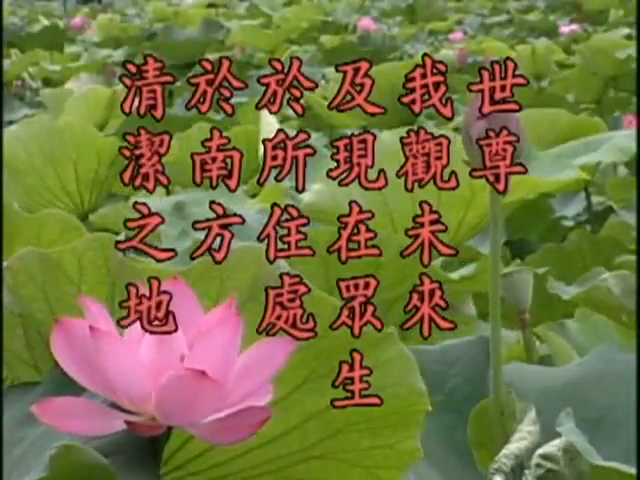 世尊
我觀未來
及現在眾生
於所住處
於南方
清潔之地